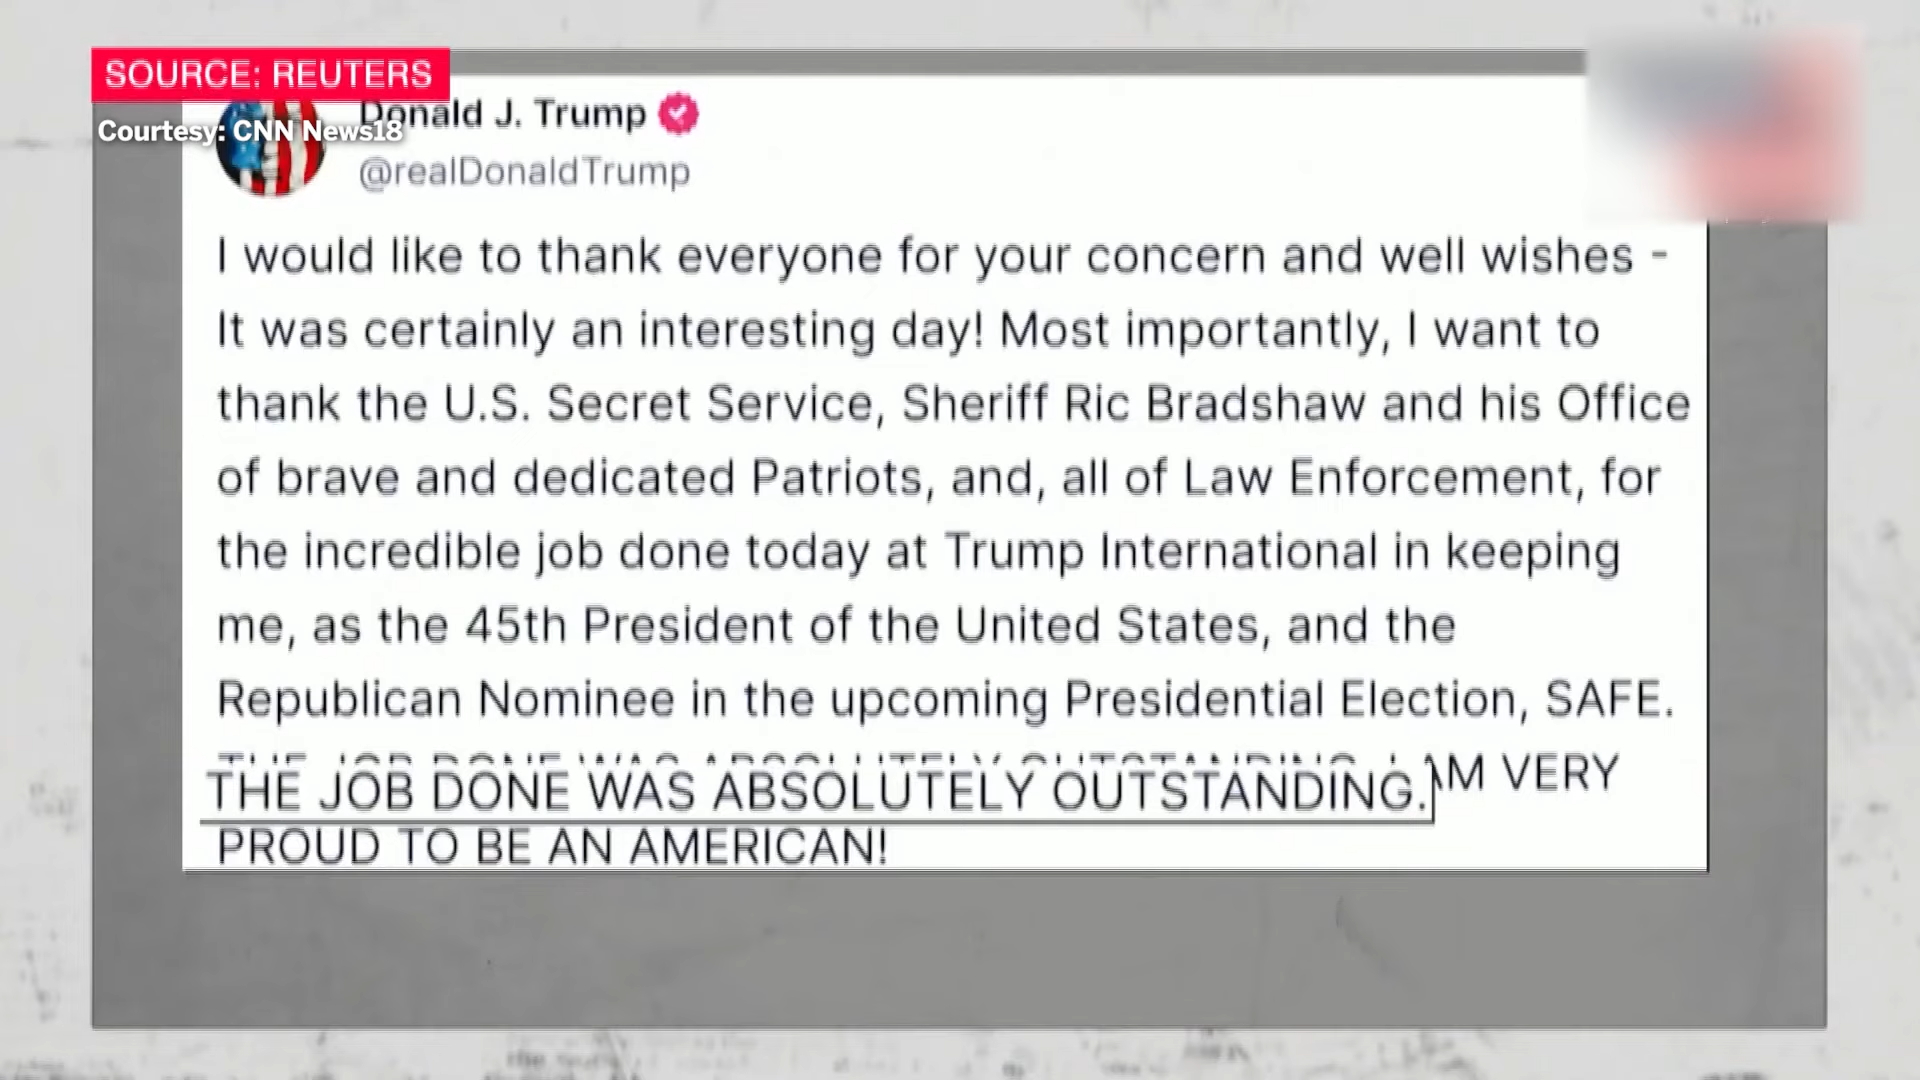 SOURCE: REUTERS
Courtesy: CNN News18
Donald J. Trump
@realDonaldTrump
I would like to thank everyone for your concern and well wishes -
It was certainly an interesting day! Most importantly, I want to
thank the U.S. Secret Service, Sheriff Ric Bradshaw and his Office
of brave and dedicated Patriots, and, all of Law Enforcement, for
the incredible job done today at Trump International in keeping
me, as the 45th President of the United States, and the
Republican Nominee in the upcoming Presidential Election, SAFE.
THE JOB DONE WAS ABSOLUTELY OUTSTANDING. AM VERY
PROUD TO BE AN AMERICAN!